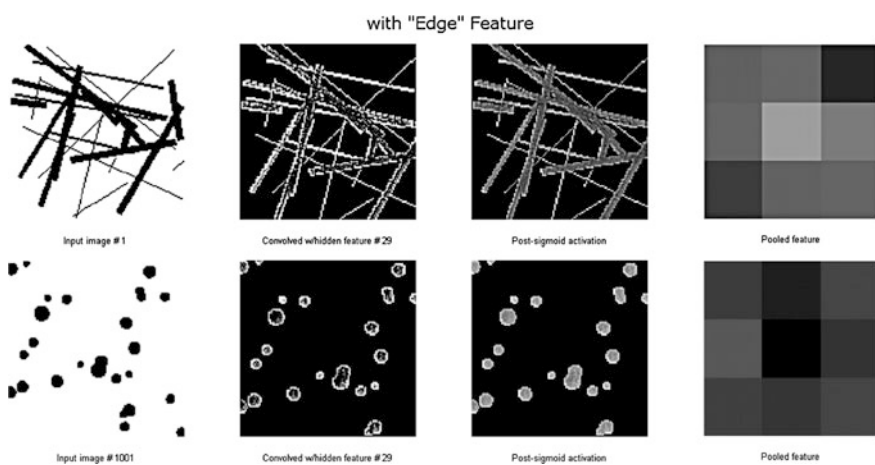 with "Edge" Feature
Input image #1
Convolved w/hidden feature #29
Post-sigmoid activation
Pooled feature
Input image #1001
Convolved w/hidden feature #29
Post-sigmoid activation
Pooled feature